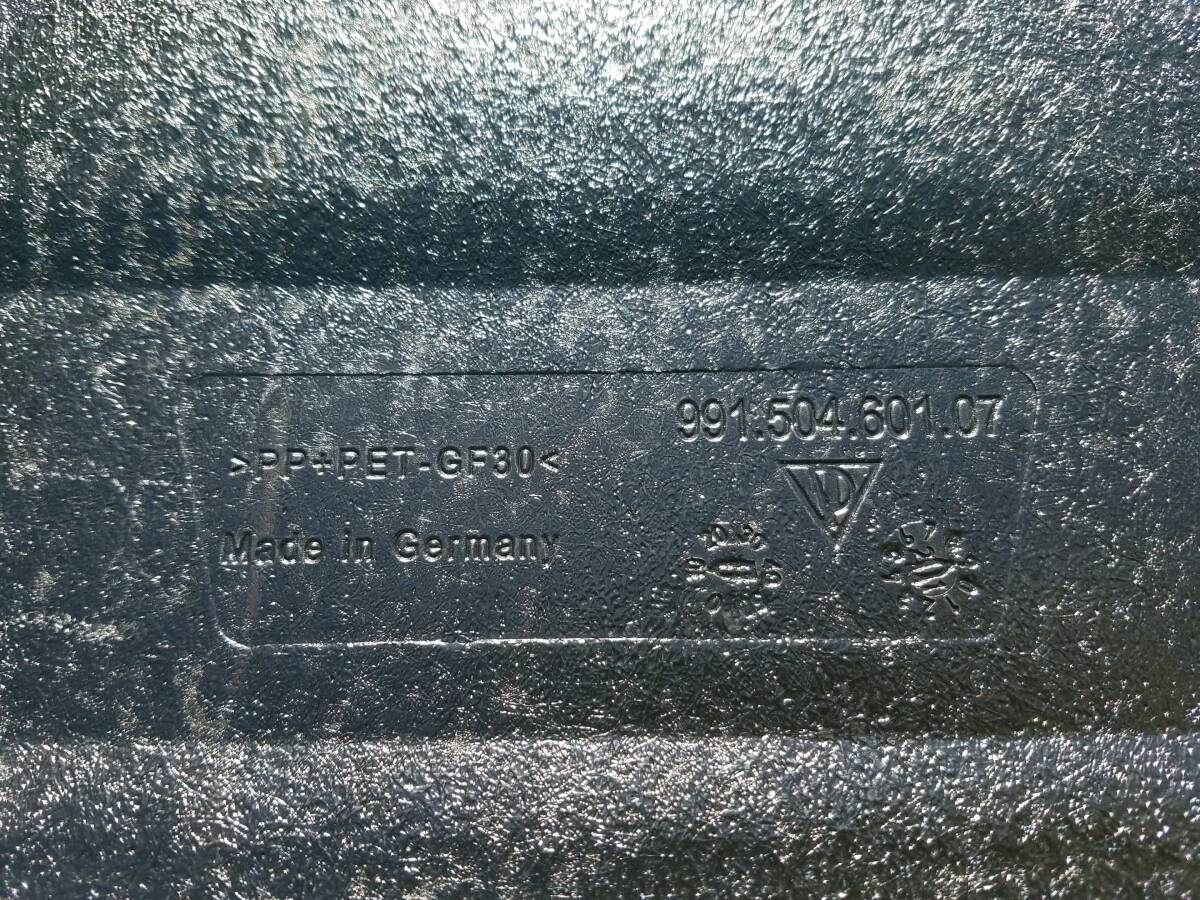 991.504.601.07
>PP+PET-GF30<
Made in Germany